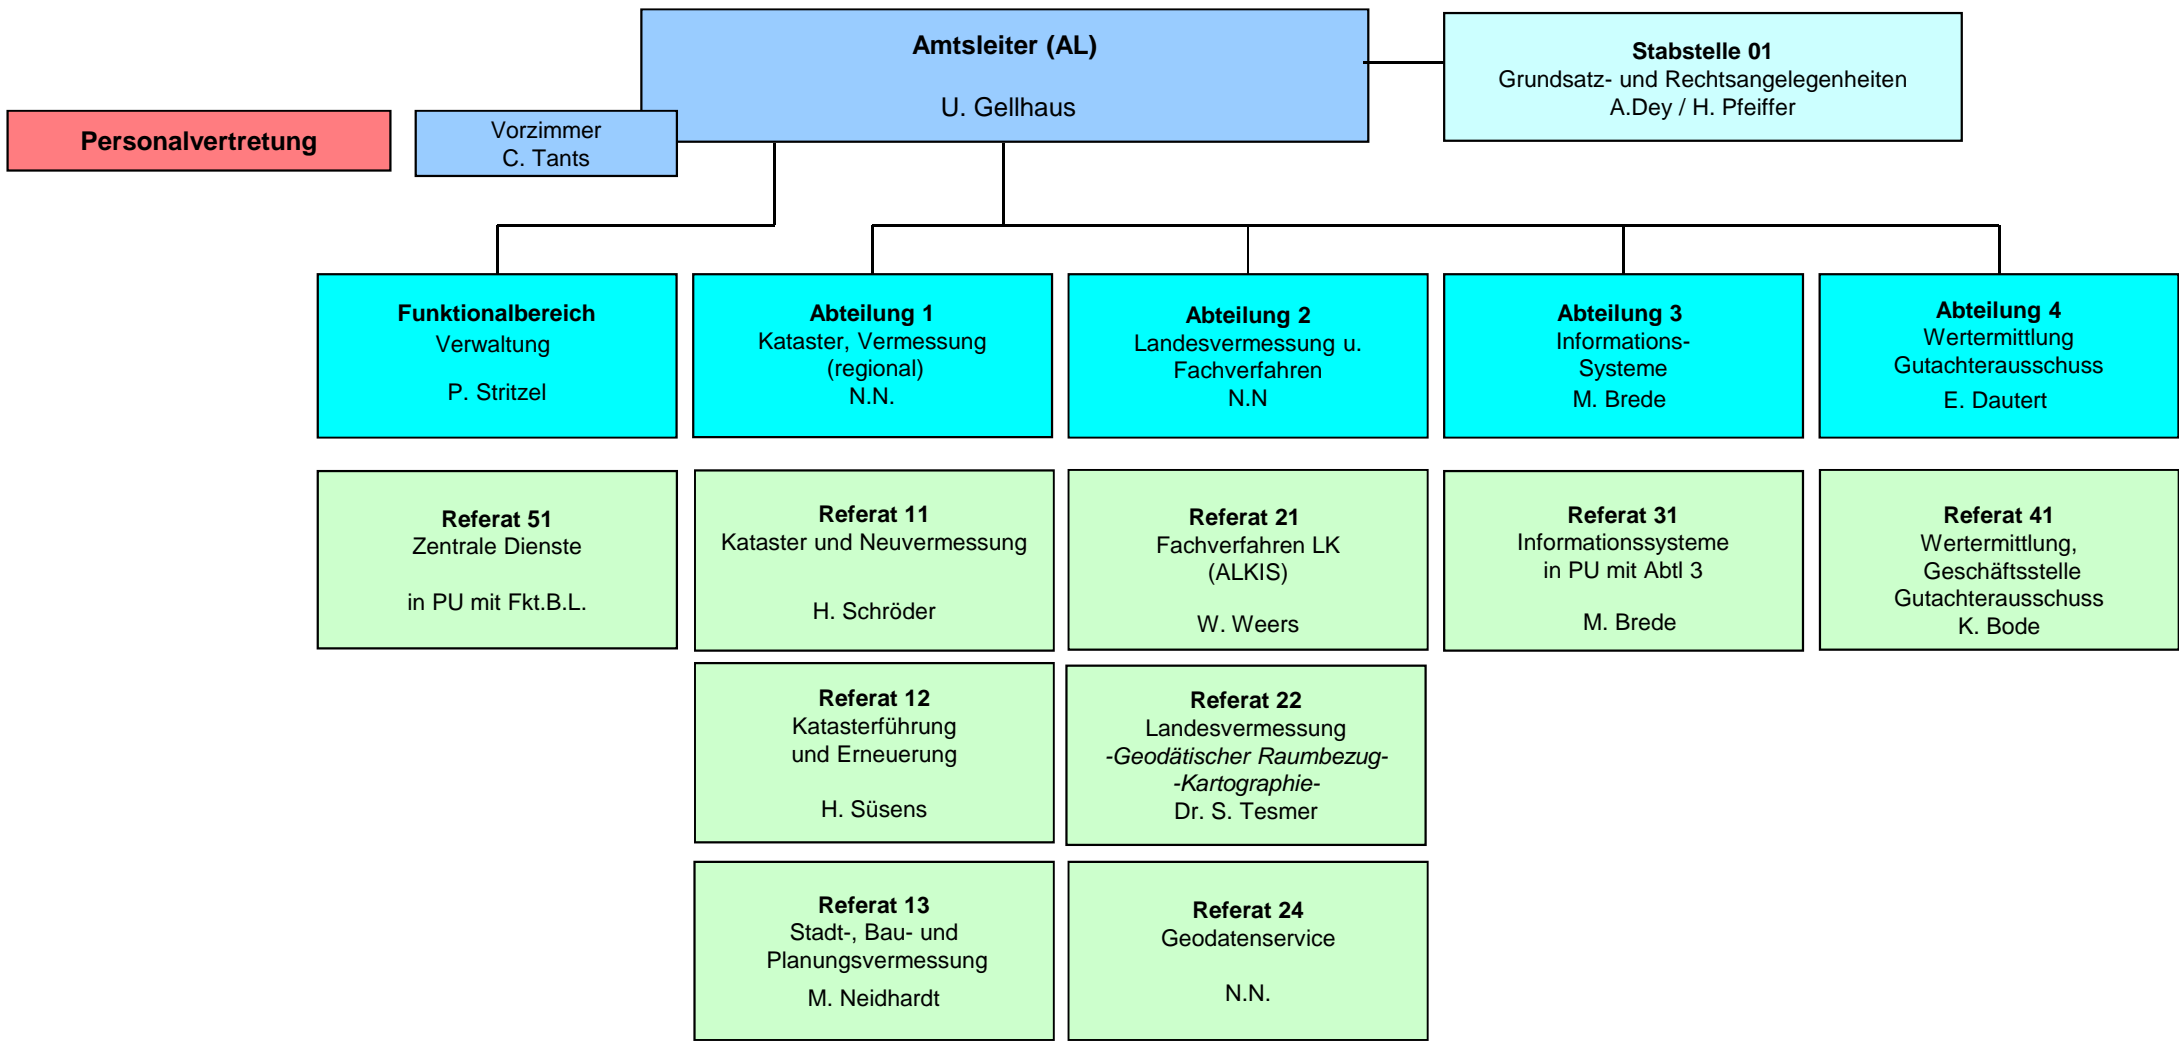 Amtsleiter (AL)
U. Gellhaus
Stabstelle 01
Grundsatz- und Rechtsangelegenheiten
A.Dey / H. Pfeiffer
Personalvertretung
Vorzimmer
C. Tants
Funktionalbereich
Verwaltung
P. Stritzel
Abteilung 1
Kataster, Vermessung
(regional)
N.N.
Abteilung 2
Landesvermessung u.
Fachverfahren
N.N
Abteilung 3
Informations-
Systeme
M. Brede
Abteilung 4
Wertermittlung
Gutachterausschuss
E. Dautert
Referat 51
Zentrale Dienste
in PU mit Fkt.B.L.
Referat 11
Kataster und Neuvermessung
H. Schröder
Referat 21
Fachverfahren LK
(ALKIS)
W. Weers
Referat 31
Informationssysteme
in PU mit Abtl 3
M. Brede
Referat 41
Wertermittlung,
Geschäftsstelle
Gutachterausschuss
K. Bode
Referat 12
Katasterführung
und Erneuerung
H. Süsens
Referat 22
Landesvermessung
-Geodätischer Raumbezug-
-Kartographie-
Dr. S. Tesmer
Referat 13
Stadt-, Bau- und
Planungsvermessung
M. Neidhardt
Referat 24
Geodatenservice
N.N.